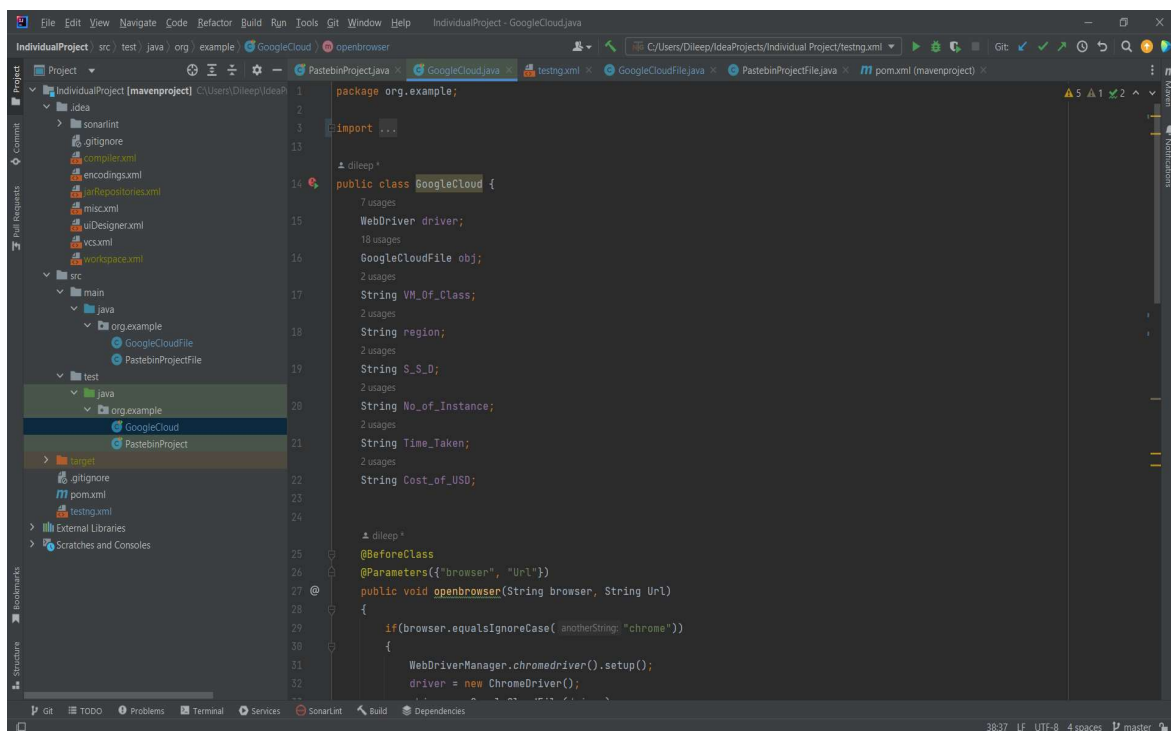 File Edit View Navigate Code Refactor Build Run Tools Git Window Help IndividualProject - GoogleCloud.java
IndividualProject src test java org example GoogleCloud openbrowser C:/Users/Dileep/IdeaProjects/Individual Project/testng.xml Git:
Project
PastebinProject.java GoogleCloud.java testng.xml GoogleCloudFile.java PastebinProjectFile.java pom.xml (mavenproject)
Project
Commit
Pull Requests
Bookmarks
Structure
IndividualProject [mavenproject] C:\Users\Dileep\IdeaP
.idea
sonarlint
.gitignore
compiler.xml
encodings.xml
jarRepositories.xml
misc.xml
uiDesigner.xml
vcs.xml
workspace.xml
src
main
java
org.example
GoogleCloudFile
PastebinProjectFile
test
java
org.example
GoogleCloud
PastebinProject
target
.gitignore
pom.xml
testng.xml
External Libraries
Scratches and Consoles
1 package org.example;
2
3 import ...
13
dileep *
14 public class GoogleCloud {
7 usages
15 WebDriver driver;
18 usages
16 GoogleCloudFile obj;
2 usages
17 String VM_Of_Class;
2 usages
18 String region;
2 usages
19 String S_S_D;
2 usages
20 String No_of_Instance;
2 usages
21 String Time_Taken;
2 usages
22 String Cost_of_USD;
23
24
dileep *
25 @BeforeClass
26 @Parameters({"browser", "Url"})
27 @ public void openbrowser(String browser, String Url)
28 {
29 if(browser.equalsIgnoreCase( anotherString: "chrome"))
30 {
31 WebDriverManager.chromedriver().setup();
32 driver = new ChromeDriver();
5 1 2
Maven
Notifications
Git TODO Problems Terminal Services SonarLint Build Dependencies
38:37 LF UTF-8 4 spaces master